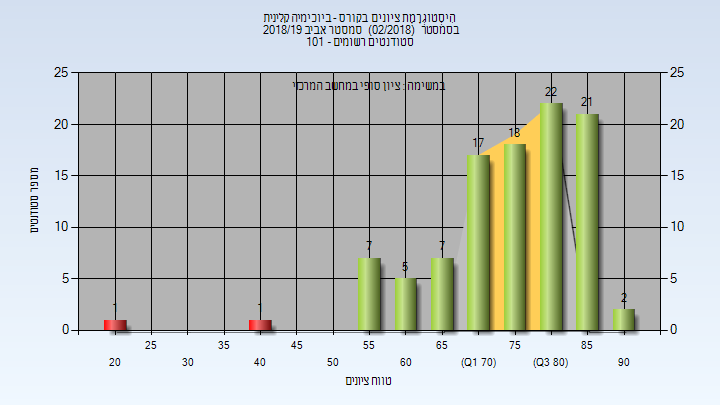 היסטוגרמת ציונים בקורס - ביוכימיה קלינית
בסמסטר (02/2018) סמסטר אביב 2018/19
סטודנטים רשומים - 101
במשימה : ציון סופי במחשב המרכזי
25 25
20 20
15 15
10 10
5 5
0 0
מספר סטודנטים
1 1 7 5 7 17 18 22 21 2
25 35 45 55 65 75 85
20 30 40 50 60 (Q1 70) (Q3 80) 90
טווח ציונים